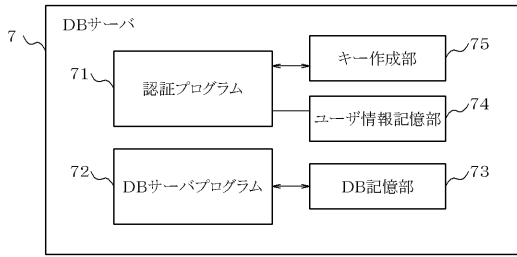 DBサーバ
7
75
キー作成部
71
認証プログラム
74
ユーザ情報記憶部
72
DBサーバプログラム
73
DB記憶部